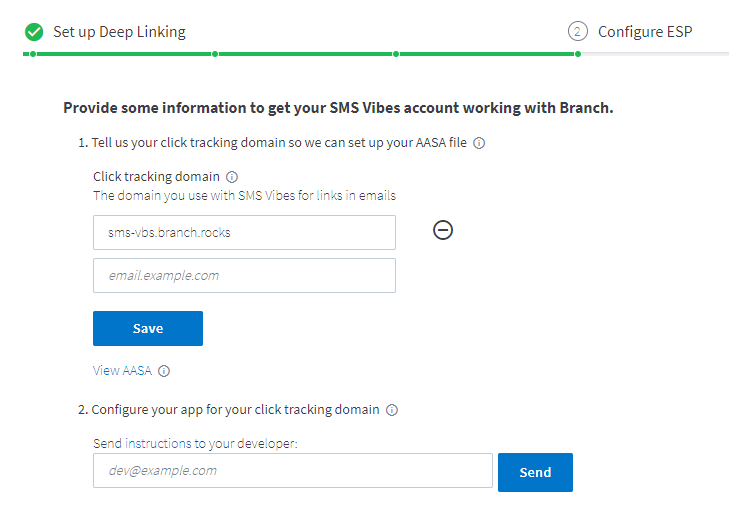 Set up Deep Linking
2 Configure ESP
Provide some information to get your SMS Vibes account working with Branch.
1. Tell us your click tracking domain so we can set up your AASA file
Click tracking domain
The domain you use with SMS Vibes for links in emails
sms-vbs.branch.rocks
email.example.com
Save
View AASA
2. Configure your app for your click tracking domain
Send instructions to your developer:
dev@example.com
Send